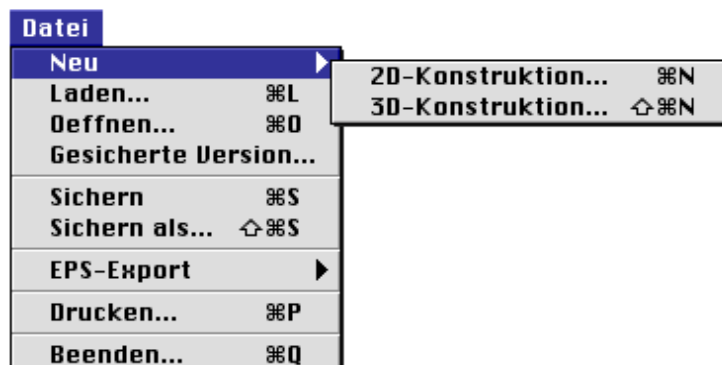 Datei
Neu
2D-Konstruktion... ⌘N
3D-Konstruktion... ⇧⌘N
Laden... ⌘L
Oeffnen... ⌘O
Gesicherte Version...
Sichern ⌘S
Sichern als... ⇧⌘S
EPS-Export
Drucken... ⌘P
Beenden... ⌘Q